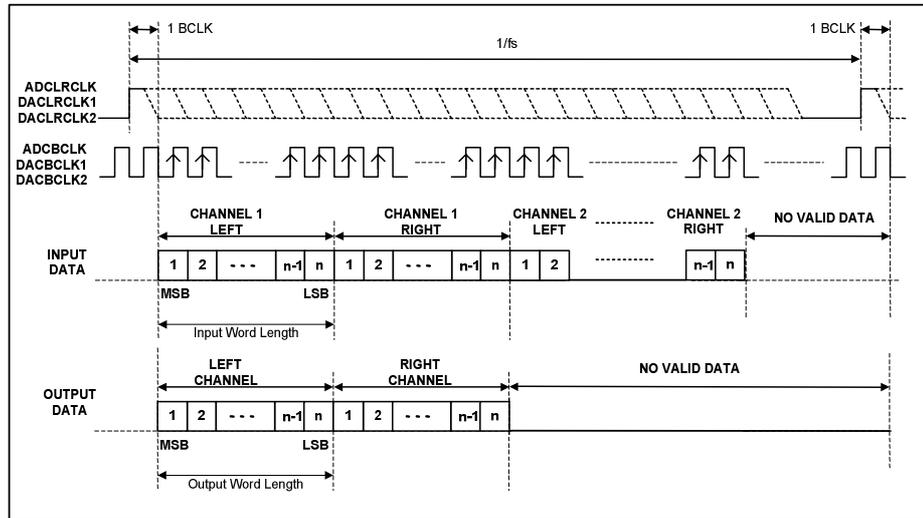 1 BCLK
1 BCLK
1/fs
ADCLRCLK
DACLRCLK1
DACLRCLK2
ADCBCLK
DACBCLK1
DACBCLK2
CHANNEL 1
LEFT
CHANNEL 1
RIGHT
CHANNEL 2
LEFT
CHANNEL 2
RIGHT
NO VALID DATA
INPUT
DATA
1 2 - - - n-1 n 1 2 - - - n-1 n 1 2 n-1 n
MSB LSB
Input Word Length
LEFT
CHANNEL
RIGHT
CHANNEL
NO VALID DATA
OUTPUT
DATA
1 2 - - - n-1 n 1 2 - - - n-1 n
MSB LSB
Output Word Length